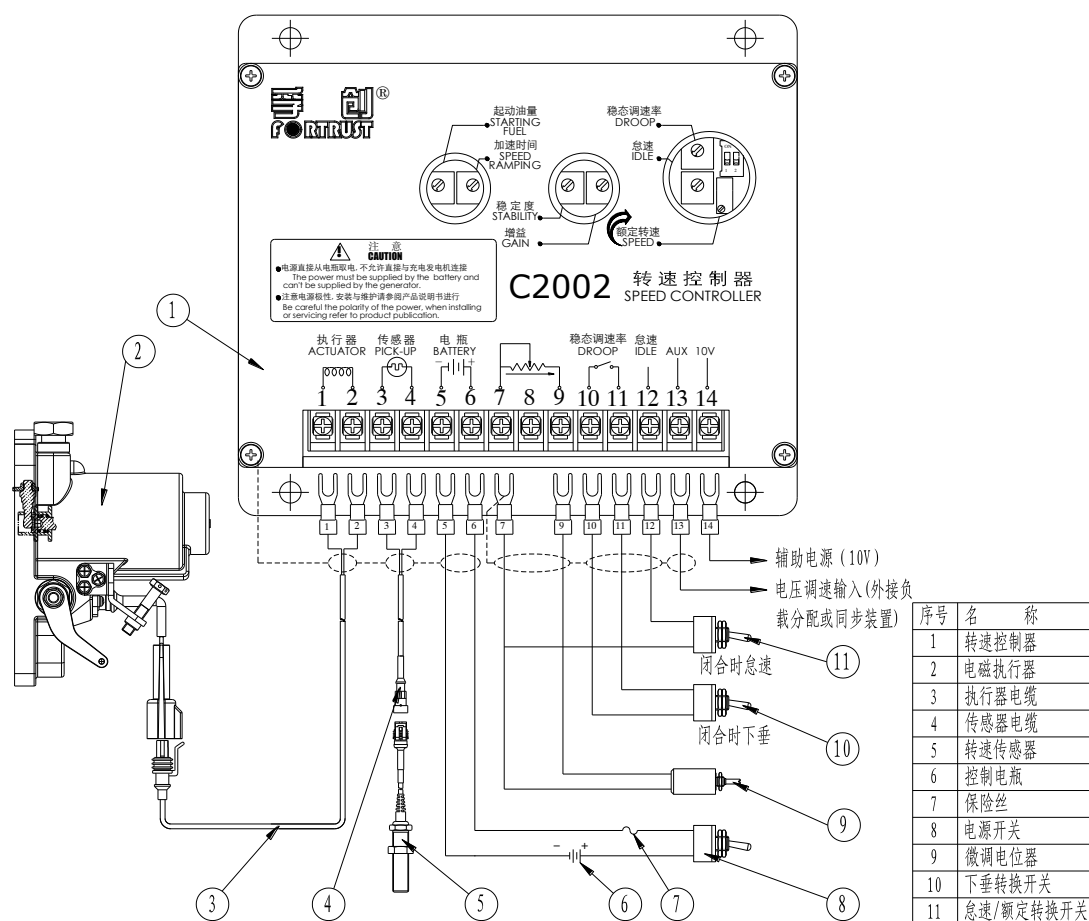 孚创®
FORTRUST
起动油量
STARTING
FUEL
加速时间
SPEED
RAMPING
稳定度
STABILITY
增益
GAIN
稳态调速率
DROOP
怠速
IDLE
1 2
额定转速
SPEED
注 意
CAUTION
电源直接从电瓶取电, 不允许直接与充电发电机连接
The power must be supplied by the battery and
can't be supplied by the generator.
注意电源极性, 安装与维护请参阅产品说明书进行
Be careful the polarity of the power, when installing
or servicing refer to product publication.
C2002 转速控制器
SPEED CONTROLLER
执行器
ACTUATOR
传感器
PICK-UP
电 瓶
BATTERY
- +
稳态调速率
DROOP
怠速
IDLE
AUX
10V
1 2 3 4 5 6 7 8 9 10 11 12 13 14
1 2 3 4 5 6 7 9 10 11 12 13 14
辅助电源 (10V)
电压调速输入(外接负
载分配或同步装置)
闭合时怠速
闭合时下垂
- +
1
2
3
4
5
6
7
8
9
10
11
序号 名 称
1 转速控制器
2 电磁执行器
3 执行器电缆
4 传感器电缆
5 转速传感器
6 控制电瓶
7 保险丝
8 电源开关
9 微调电位器
10 下垂转换开关
11 怠速/额定转换开关